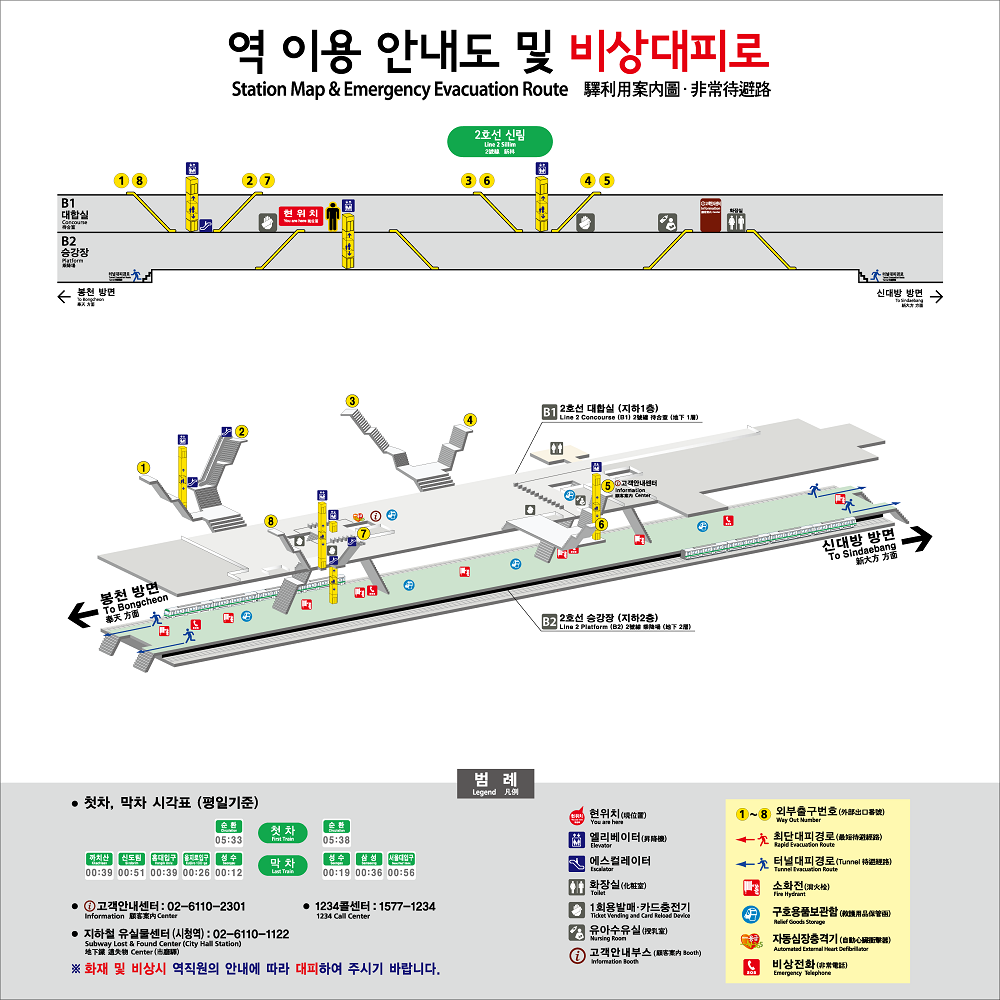 역 이용 안내도 및 비상대피로
Station Map & Emergency Evacuation Route 驛利用案內圖·非常待避路
2호선 신림
Line 2 Sillim
2號線 新林
1 8
2 7
3 6
4 5
B1
대합실
Concourse
待合室
현위치
You are here 現位置
고객안내센터
Information
화장실
B2
승강장
Platform
乘降場
터널대피경로
터널대피경로
봉천 방면
To Bongcheon
奉天 方面
신대방 방면
To Sindaebang
新大方 方面
3
4
B1 2호선 대합실 (지하1층)
Line 2 Concourse (B1) 2號線 待合室 (地下 1層)
2
1
5 고객안내센터
Information
顧客案內 Center
8
6
7
신대방 방면
To Sindaebang
新大方 方面
봉천 방면
To Bongcheon
奉天 方面
B2 2호선 승강장 (지하2층)
Line 2 Platform (B2) 2號線 乘降場 (地下 2層)
범 례
Legend 凡例
• 첫차, 막차 시각표 (평일기준)
순 환
Circulation
05:33
첫 차
First Train
순 환
Circulation
05:38
까치산 신도림 홍대입구 을지로입구 성 수
00:39 00:51 00:39 00:26 00:12
막 차
Last Train
성 수 삼 성 서울대입구
00:19 00:36 00:56
• 고객안내센터 : 02-6110-2301
Information 顧客案內 Center
• 1234콜센터 : 1577-1234
1234 Call Center
• 지하철 유실물센터 (시청역) : 02-6110-1122
Subway Lost & Found Center (City Hall Station)
地下鐵 遺失物 Center (市廳驛)
※ 화재 및 비상시 역직원의 안내에 따라 대피하여 주시기 바랍니다.
현위치 현위치(現位置)
You are here
엘리베이터(昇降機)
Elevator
에스컬레이터
Escalator
화장실(化粧室)
Toilet
1회용발매·카드충전기
Ticket Vending and Card Reload Device
유아수유실(授乳室)
Nursing Room
고객안내부스 (顧客案內 Booth)
Information Booth
1~8 외부출구번호(外部出口番號)
Way Out Number
최단대피경로(最短待避經路)
Rapid Evacuation Route
터널대피경로(Tunnel 待避經路)
Tunnel Evacuation Route
소화전(消火栓)
Fire Hydrant
구호용품보관함(救護用品保管函)
Relief Goods Storage
자동심장충격기(自動心臟衝擊器)
Automated External Heart Defibrillator
SOS 비상전화(非常電話)
Emergency Telephone